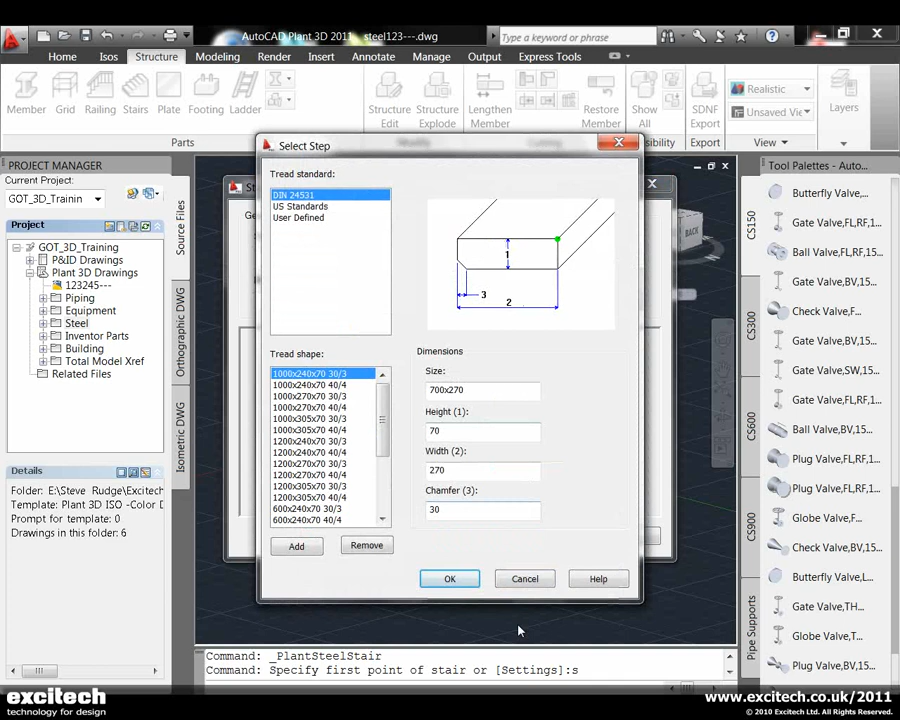 AutoCAD Plant 3D 2011 steel123---.dwg
Type a keyword or phrase
Home Isos Structure Modeling Render Insert Annotate Manage Output Express Tools
Member Grid Railing Stairs Plate Footing Ladder
Structure Edit
Structure Explode
Lengthen Member
Restore Member
Show All
SDNF Export
Realistic
Unsaved View
Layers
Parts
Export
View
PROJECT MANAGER
Current Project:
GOT_3D_Trainin
Project
GOT_3D_Training
P&ID Drawings
Plant 3D Drawings
123245---
Piping
Equipment
Steel
Inventor Parts
Building
Total Model Xref
Related Files
Source Files
Orthographic DWG
Isometric DWG
Details
Folder: E:\Steve Rudge\Excitech
Template: Plant 3D ISO -Color D
Prompt for template: 0
Drawings in this folder: 6
Select Step
Tread standard:
DIN 24531
US Standards
User Defined
1
3
2
Tread shape:
1000x240x70 30/3
1000x240x70 40/4
1000x270x70 30/3
1000x270x70 40/4
1000x305x70 30/3
1000x305x70 40/4
1200x240x70 30/3
1200x240x70 40/4
1200x270x70 30/3
1200x270x70 40/4
1200x305x70 30/3
1200x305x70 40/4
600x240x70 30/3
600x240x70 40/4
Add
Remove
Dimensions
Size:
700x270
Height (1):
70
Width (2):
270
Chamfer (3):
30
OK
Cancel
Help
BACK
Tool Palettes - Auto...
CS150
CS300
CS600
CS900
Pipe Supports
Butterfly Valve,...
Gate Valve,FL,RF,1...
Ball Valve,FL,RF,15...
Gate Valve,BV,15...
Check Valve,F...
Gate Valve,BV,15...
Gate Valve,SW,15...
Gate Valve,FL,RF,1...
Ball Valve,BV,15...
Plug Valve,FL,RF,1...
Plug Valve,FL,RF,1...
Globe Valve,F...
Check Valve,BV,15...
Butterfly Valve,L...
Gate Valve,TH...
Globe Valve,T...
Plug Valve,BV,15...
Command: _PlantSteelStair
Command: Specify first point of stair or [Settings]:s
excitech
technology for design
www.excitech.co.uk/2011
© 2010 Excitech Ltd. All Rights Reserved.